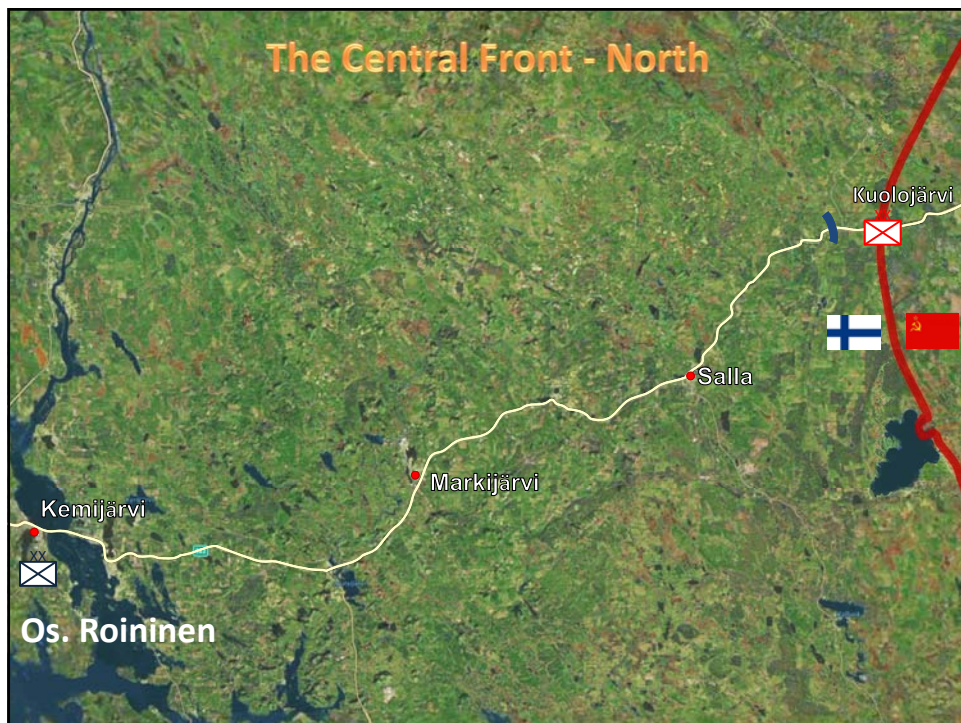 The Central Front - North
Kuolojärvi
Salla
Markijärvi
Kemijärvi
XX
Os. Roininen